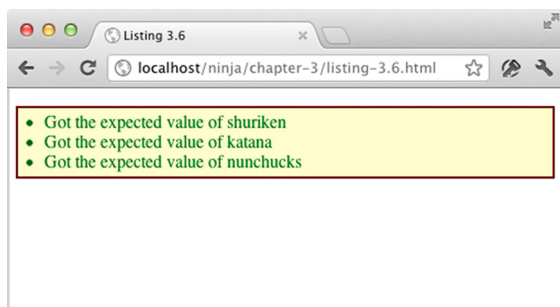 Listing 3.6
localhost/ninja/chapter-3/listing-3.6.html
Got the expected value of shuriken
Got the expected value of katana
Got the expected value of nunchucks